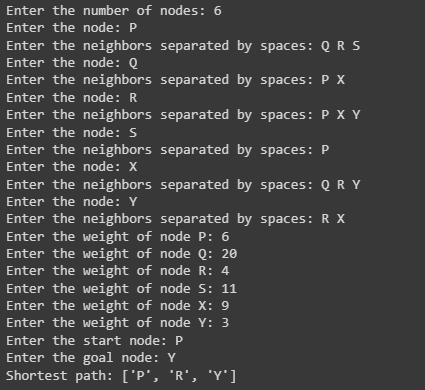 Enter the number of nodes: 6
Enter the node: P
Enter the neighbors separated by spaces: Q R S
Enter the node: Q
Enter the neighbors separated by spaces: P X
Enter the node: R
Enter the neighbors separated by spaces: P X Y
Enter the node: S
Enter the neighbors separated by spaces: P
Enter the node: X
Enter the neighbors separated by spaces: Q R Y
Enter the node: Y
Enter the neighbors separated by spaces: R X
Enter the weight of node P: 6
Enter the weight of node Q: 20
Enter the weight of node R: 4
Enter the weight of node S: 11
Enter the weight of node X: 9
Enter the weight of node Y: 3
Enter the start node: P
Enter the goal node: Y
Shortest path: ['P', 'R', 'Y']